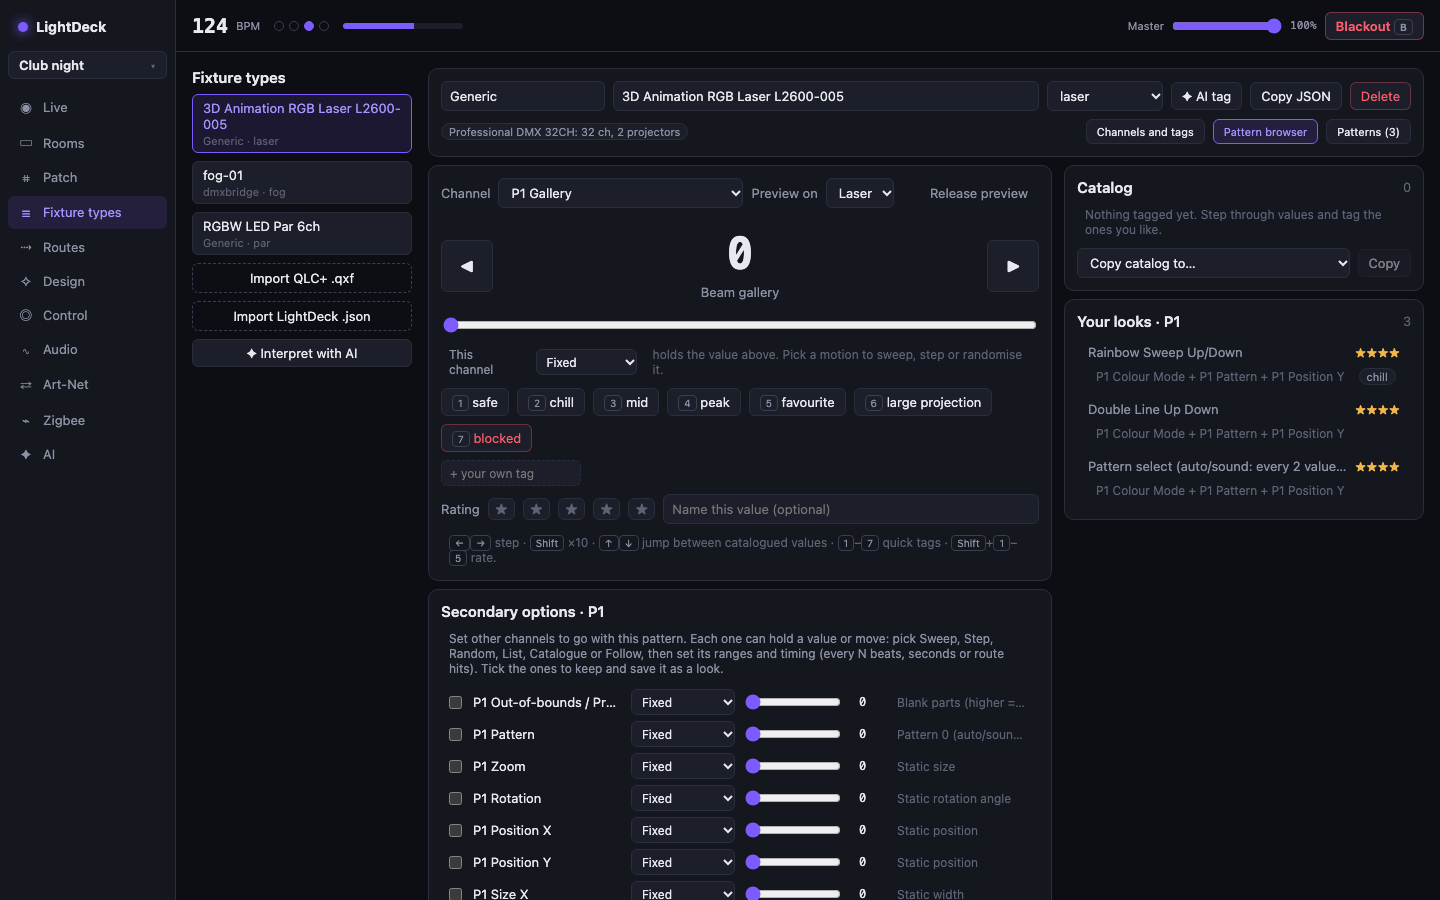 LightDeck
Club night
Live
Rooms
Patch
Fixture types
Routes
Design
Control
Audio
Art-Net
Zigbee
AI
124 BPM
Master 100% Blackout B
Fixture types
3D Animation RGB Laser L2600-005
Generic · laser
fog-01
dmxbridge · fog
RGBW LED Par 6ch
Generic · par
Import QLC+ .qxf
Import LightDeck .json
✦ Interpret with AI
Generic 3D Animation RGB Laser L2600-005 laser ✦ AI tag Copy JSON Delete
Professional DMX 32CH: 32 ch, 2 projectors Channels and tags Pattern browser Patterns (3)
Channel P1 Gallery Preview on Laser Release preview
0
Beam gallery
This channel Fixed holds the value above. Pick a motion to sweep, step or randomise it.
1 safe 2 chill 3 mid 4 peak 5 favourite 6 large projection
7 blocked
+ your own tag
Rating ★ ★ ★ ★ ★ Name this value (optional)
← → step · Shift ×10 · ↑ ↓ jump between catalogued values · 1–7 quick tags · Shift+1–
5 rate.
Secondary options · P1
Set other channels to go with this pattern. Each one can hold a value or move: pick Sweep, Step,
Random, List, Catalogue or Follow, then set its ranges and timing (every N beats, seconds or route
hits). Tick the ones to keep and save it as a look.
P1 Out-of-bounds / Pr... Fixed 0 Blank parts (higher =...
P1 Pattern Fixed 0 Pattern 0 (auto/soun...
P1 Zoom Fixed 0 Static size
P1 Rotation Fixed 0 Static rotation angle
P1 Position X Fixed 0 Static position
P1 Position Y Fixed 0 Static position
P1 Size X Fixed 0 Static width
Catalog 0
Nothing tagged yet. Step through values and tag the
ones you like.
Copy catalog to... Copy
Your looks · P1 3
Rainbow Sweep Up/Down ★★★★
P1 Colour Mode + P1 Pattern + P1 Position Y chill
Double Line Up Down ★★★★
P1 Colour Mode + P1 Pattern + P1 Position Y
Pattern select (auto/sound: every 2 value... ★★★★
P1 Colour Mode + P1 Pattern + P1 Position Y